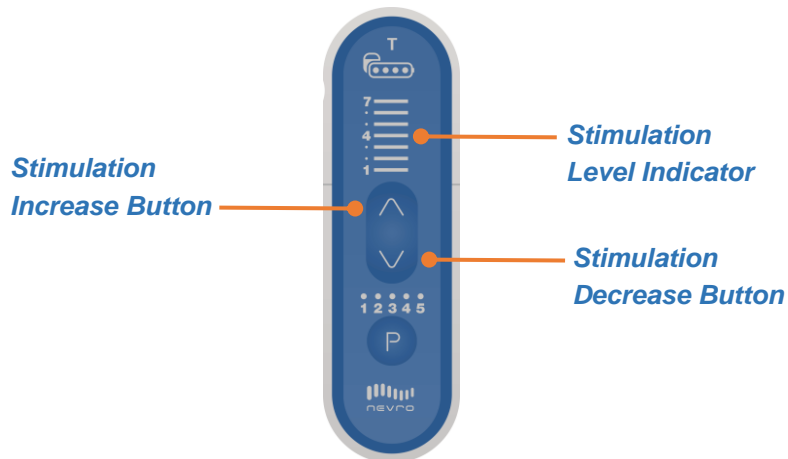 T
7
4
1
Stimulation
Level Indicator
Stimulation
Increase Button
Stimulation
Decrease Button
1 2 3 4 5
P
nevro